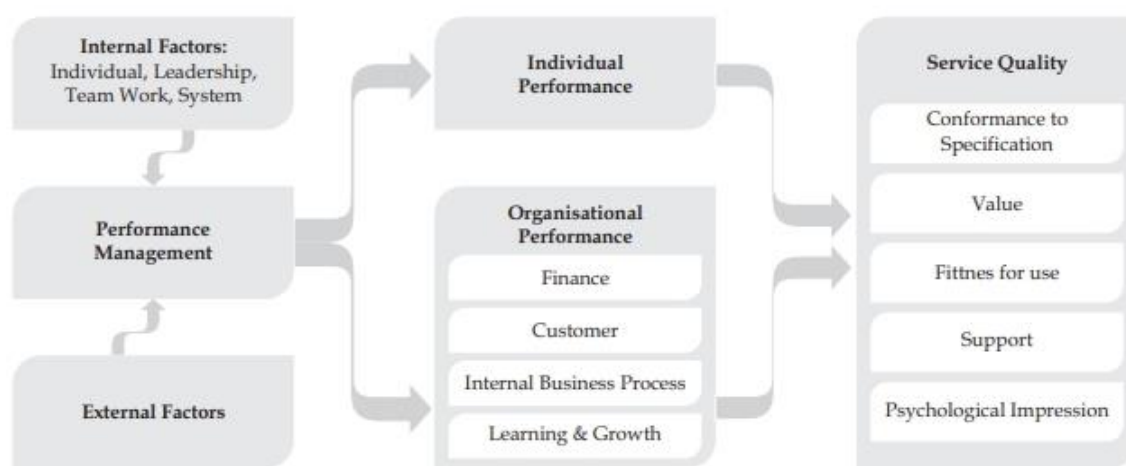 Internal Factors:
Individual, Leadership,
Team Work, System
Performance
Management
External Factors
Individual
Performance
Organisational
Performance
Finance
Customer
Internal Business Process
Learning & Growth
Service Quality
Conformance to
Specification
Value
Fittnes for use
Support
Psychological Impression